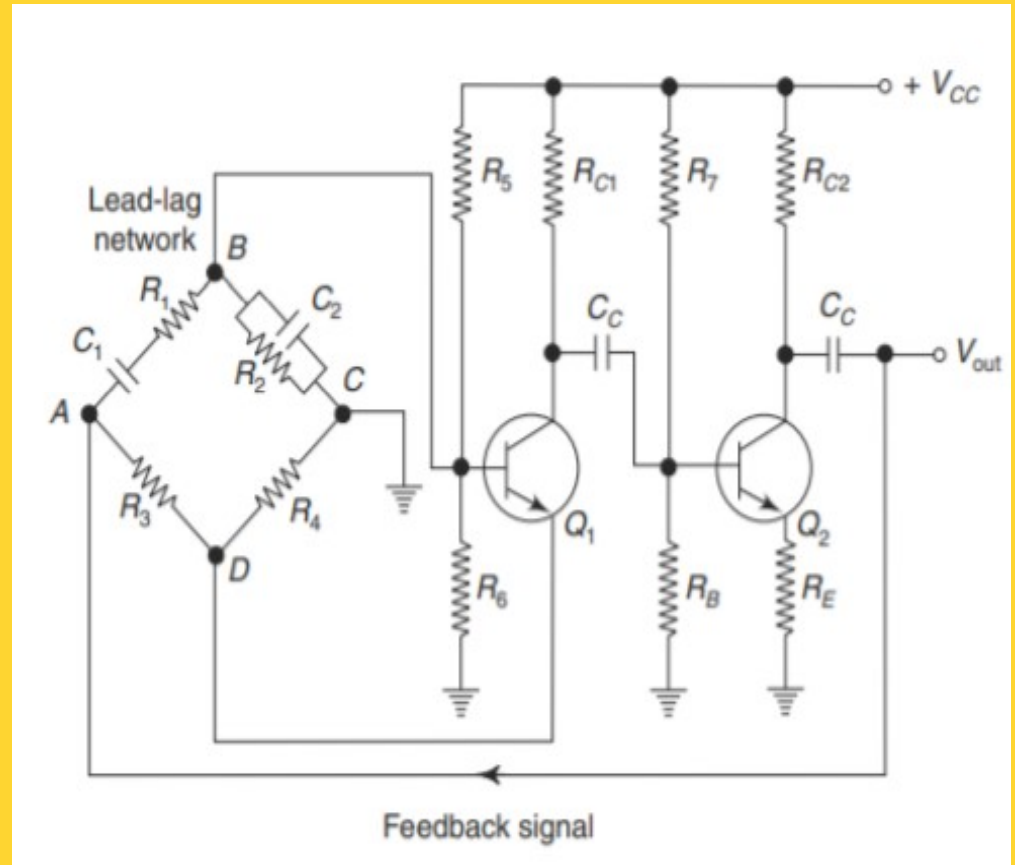 + VCC
R5
RC1
R7
RC2
Lead-lag
network
B
R1
C2
C1
R2
C
A
CC
CC
Vout
R3
R4
D
Q1
Q2
R6
RB
RE
Feedback signal